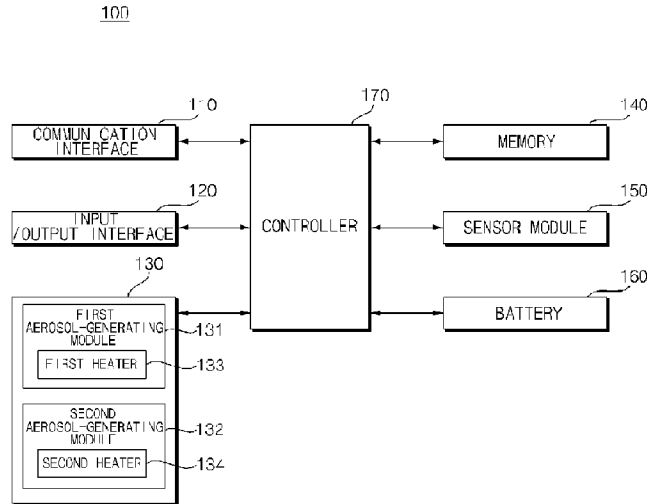 100
110
COMMUNICATION
INTERFACE
120
INPUT
/OUTPUT INTERFACE
130
FIRST
AEROSOL-GENERATING
MODULE
131
FIRST HEATER
133
SECOND
AEROSOL-GENERATING
MODULE
132
SECOND HEATER
134
170
CONTROLLER
140
MEMORY
150
SENSOR MODULE
160
BATTERY